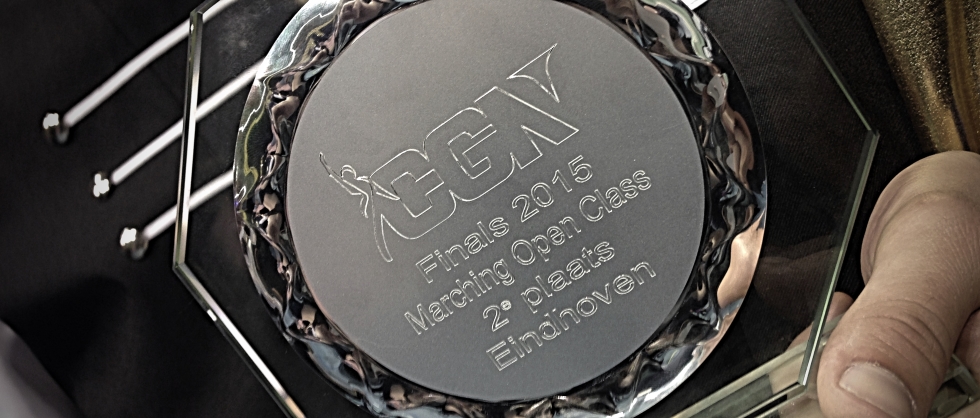 CGN
Finals 2015
Marching Open Class
2e plaats
Eindhoven